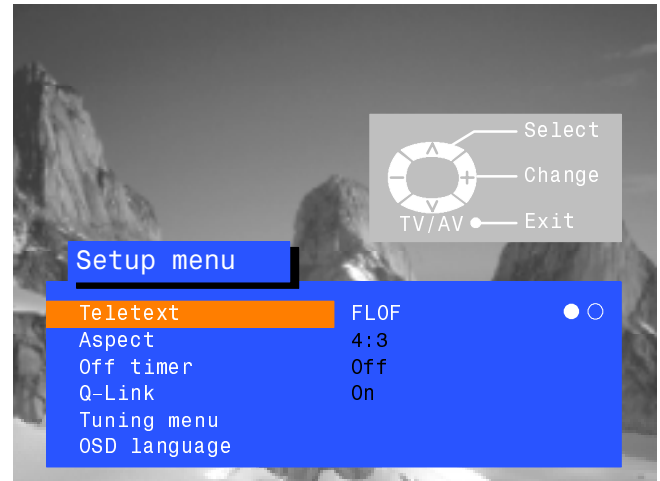 Select
Change
TV/AV Exit
Setup menu
Teletext FLOF
Aspect 4:3
Off timer Off
Q-Link On
Tuning menu
OSD language